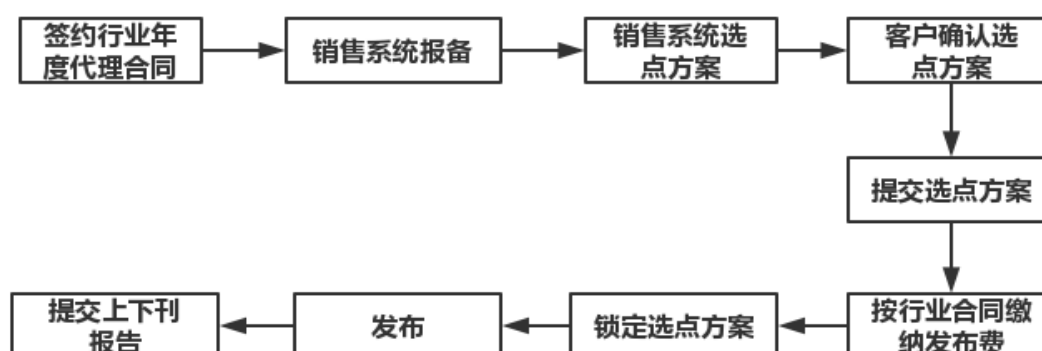 签约行业年
度代理合同
销售系统报备
销售系统选
点方案
客户确认选
点方案
提交选点方案
按行业合同缴
纳发布费
锁定选点方案
发布
提交上下刊
报告